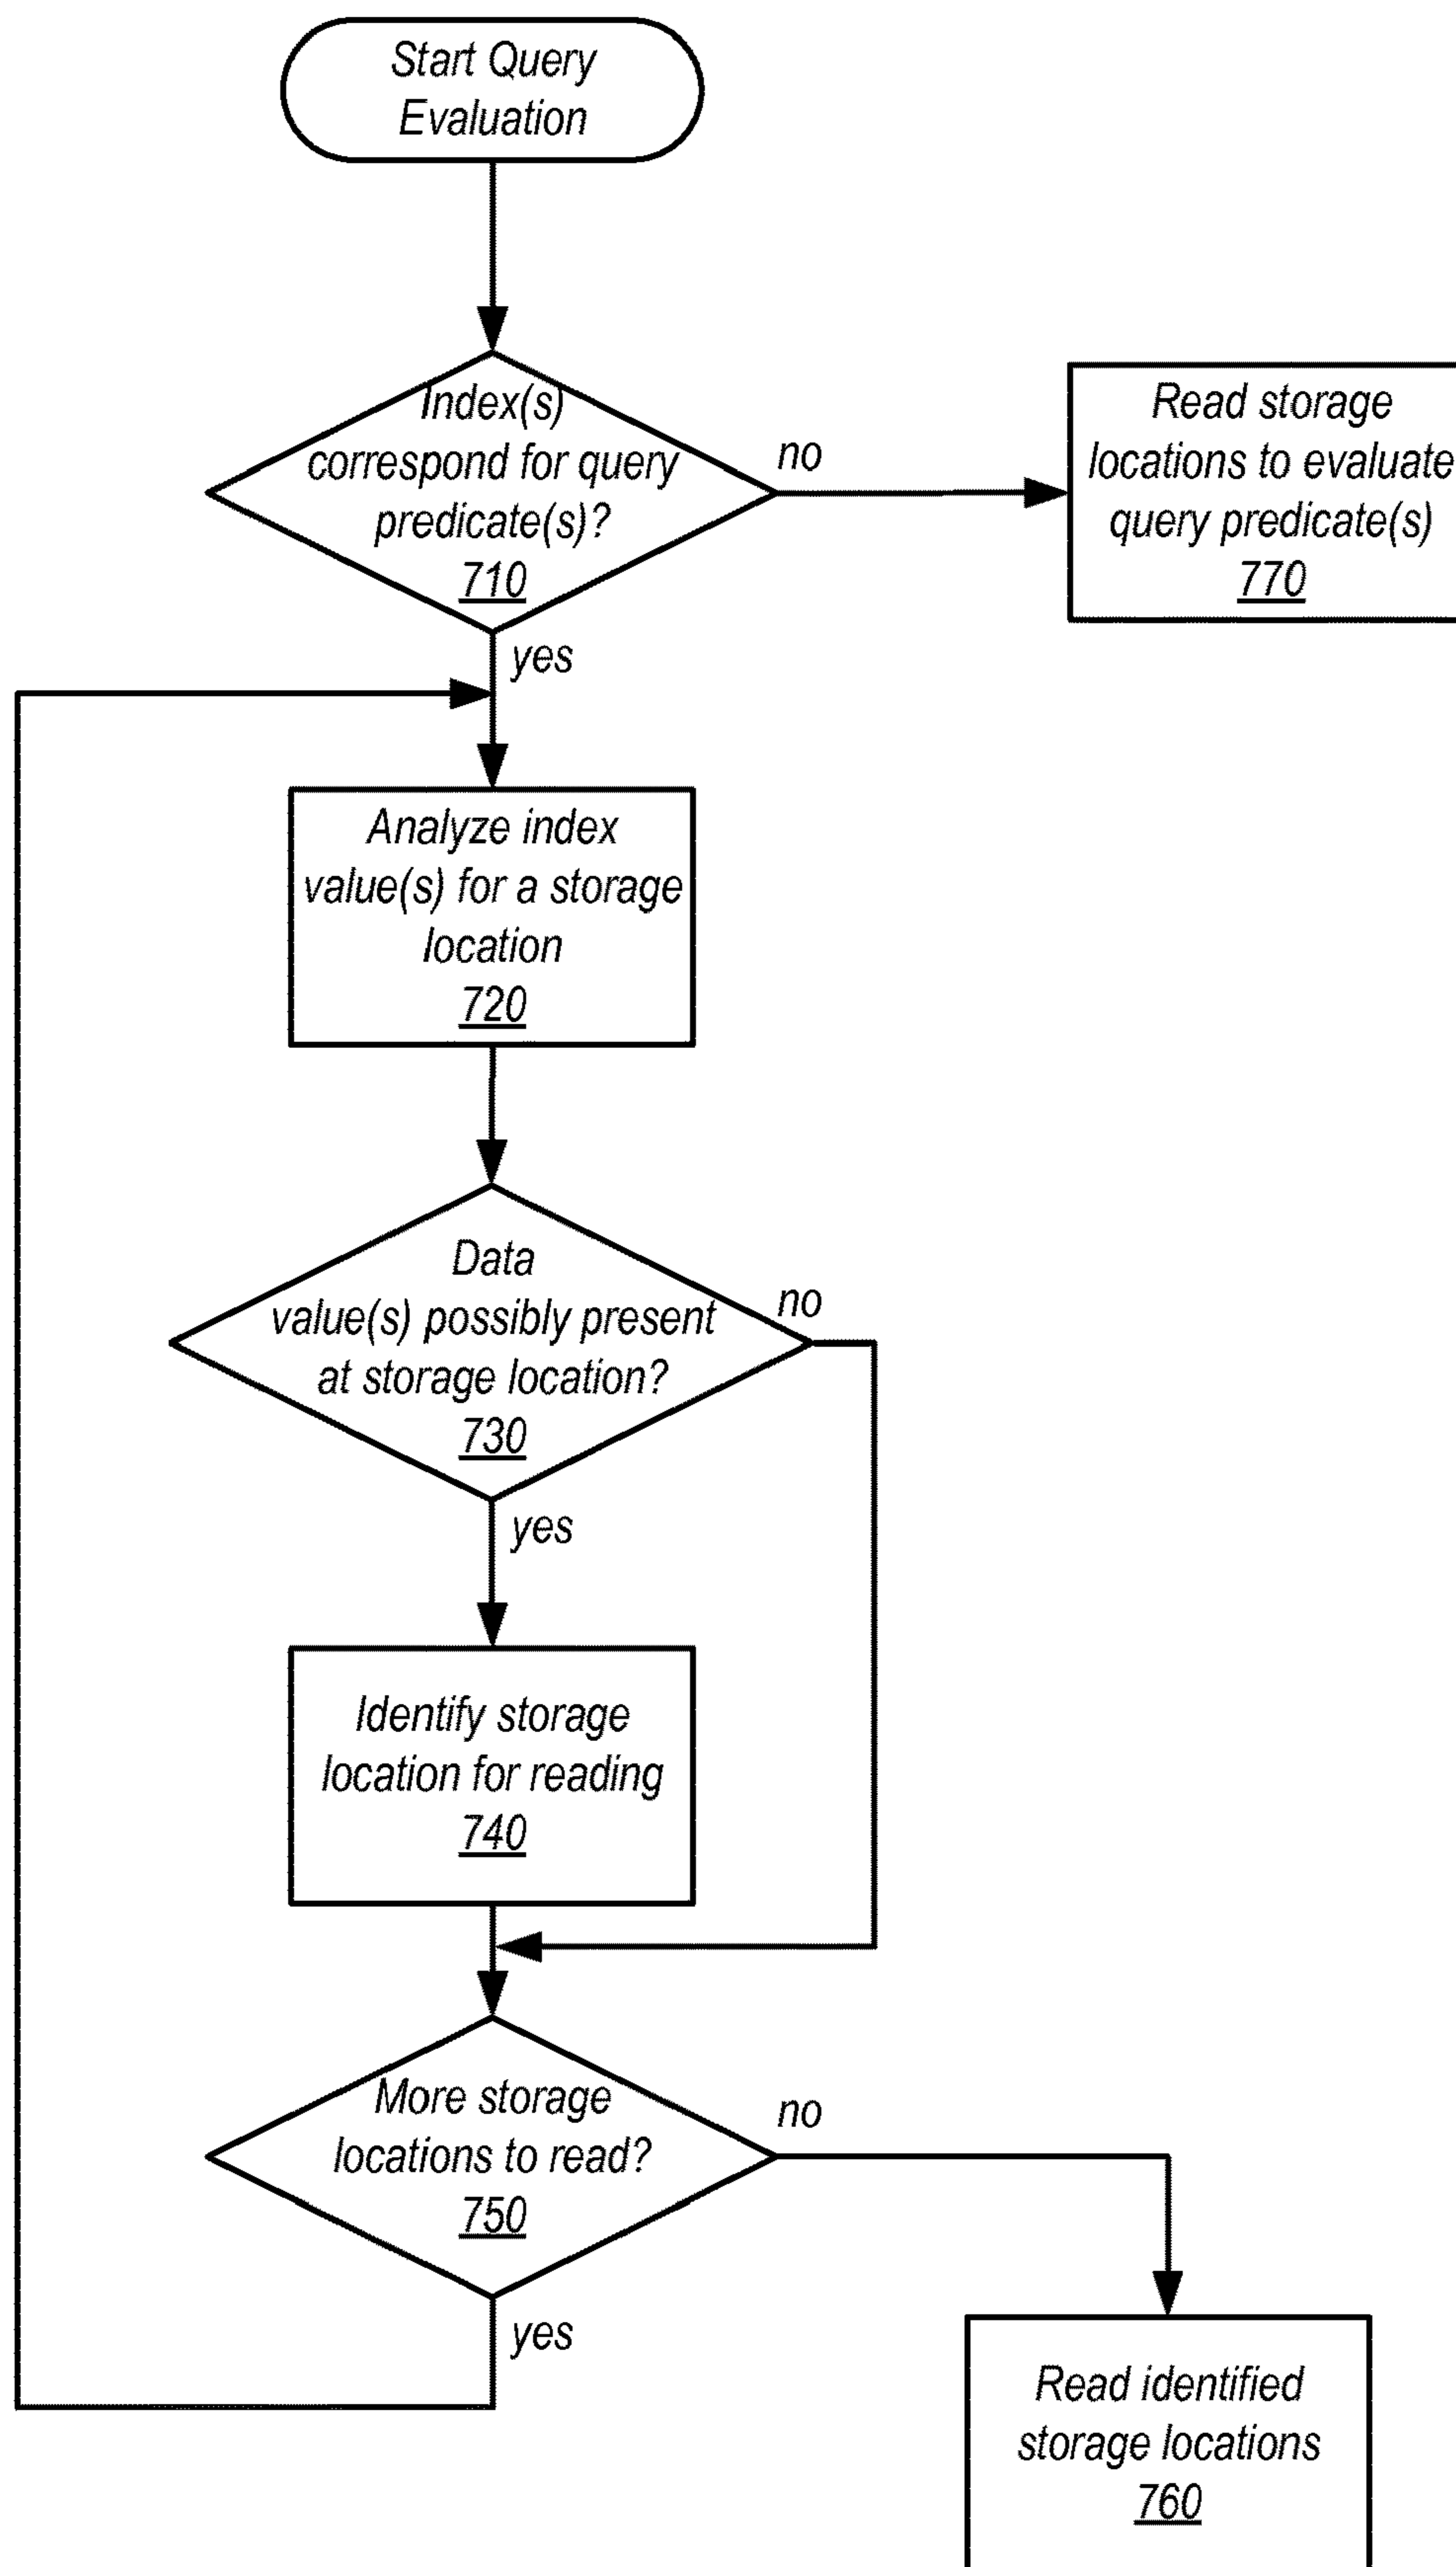 Start Query
Evaluation
Index(s)
correspond for query
predicate(s)?
710
no
Read storage
locations to evaluate
query predicate(s)
770
yes
Analyze index
value(s) for a storage
location
720
Data
value(s) possibly present
at storage location?
730
no
yes
Identify storage
location for reading
740
More storage
locations to read?
750
no
yes
Read identified
storage locations
760